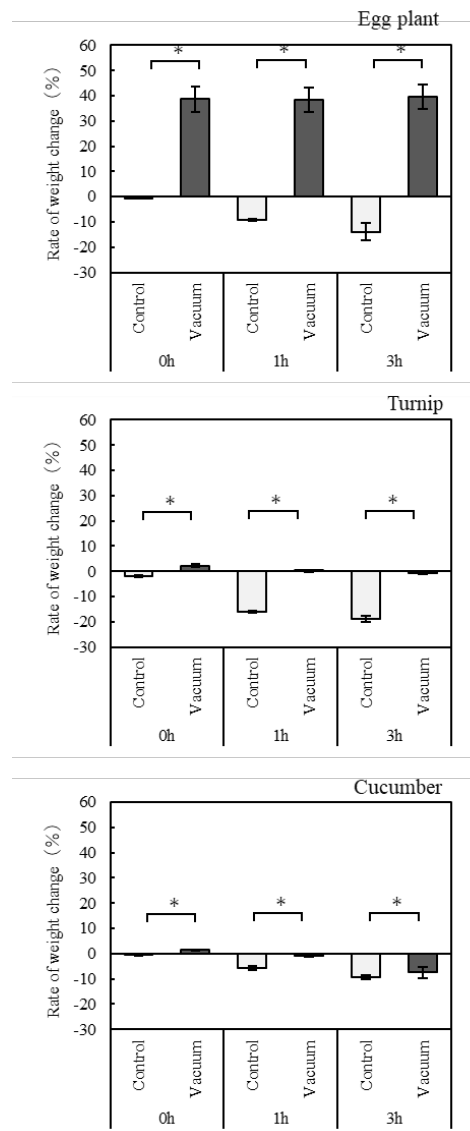 Egg plant
Rate of weight change (%)
60
50
40
30
20
10
0
-10
-20
-30
* * *
Control Vacuum Control Vacuum Control Vacuum
0h 1h 3h
Turnip
Rate of weight change (%)
60
50
40
30
20
10
0
-10
-20
-30
* * *
Control Vacuum Control Vacuum Control Vacuum
0h 1h 3h
Cucumber
Rate of weight change (%)
60
50
40
30
20
10
0
-10
-20
-30
* * *
Control Vacuum Control Vacuum Control Vacuum
0h 1h 3h